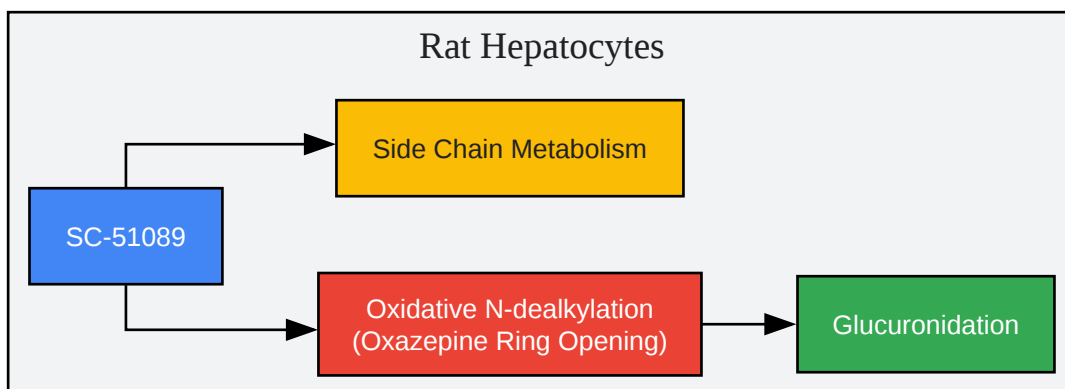 Rat Hepatocytes
Side Chain Metabolism
SC-51089
Oxidative N-dealkylation
(Oxazepine Ring Opening)
Glucuronidation